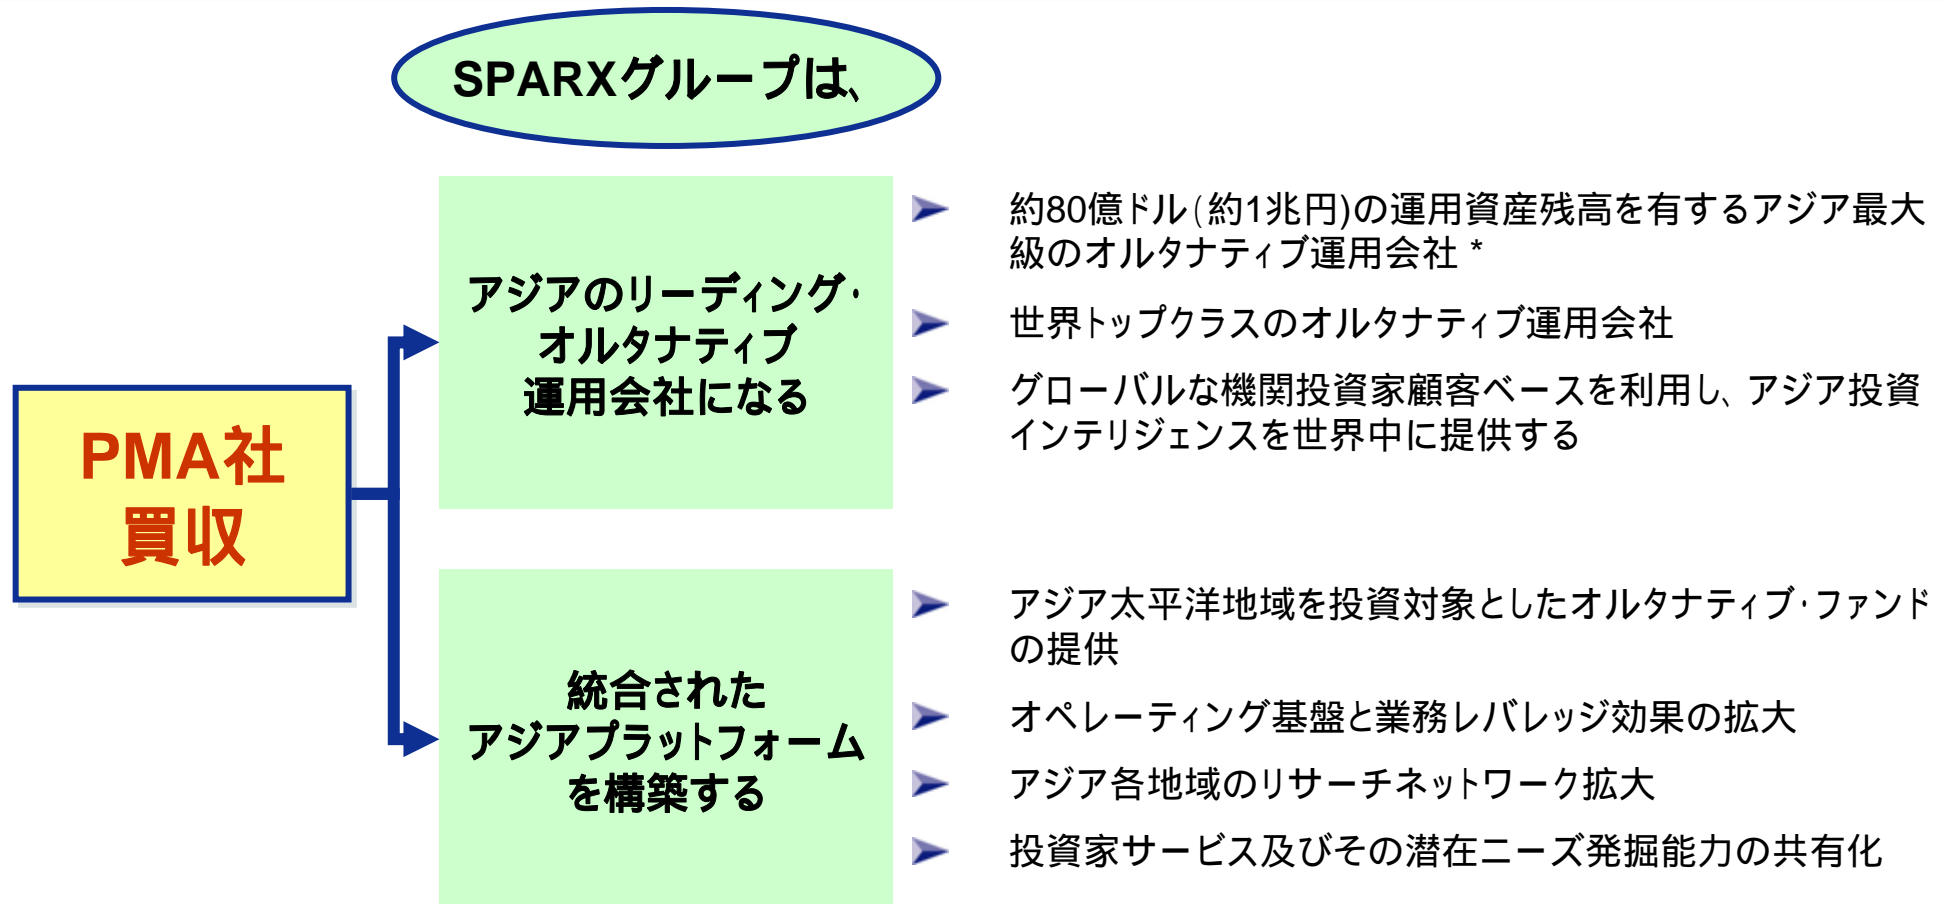 SPARXグループは、
PMA社
買収
アジアのリーディング・
オルタナティブ
運用会社になる
約80億ドル(約1兆円)の運用資産残高を有するアジア最大
級のオルタナティブ運用会社 *
世界トップクラスのオルタナティブ運用会社
グローバルな機関投資家顧客ベースを利用し、アジア投資
インテリジェンスを世界中に提供する
統合された
アジアプラットフォーム
を構築する
アジア太平洋地域を投資対象としたオルタナティブ・ファンド
の提供
オペレーティング基盤と業務レバレッジ効果の拡大
アジア各地域のリサーチネットワーク拡大
投資家サービス及びその潜在ニーズ発掘能力の共有化